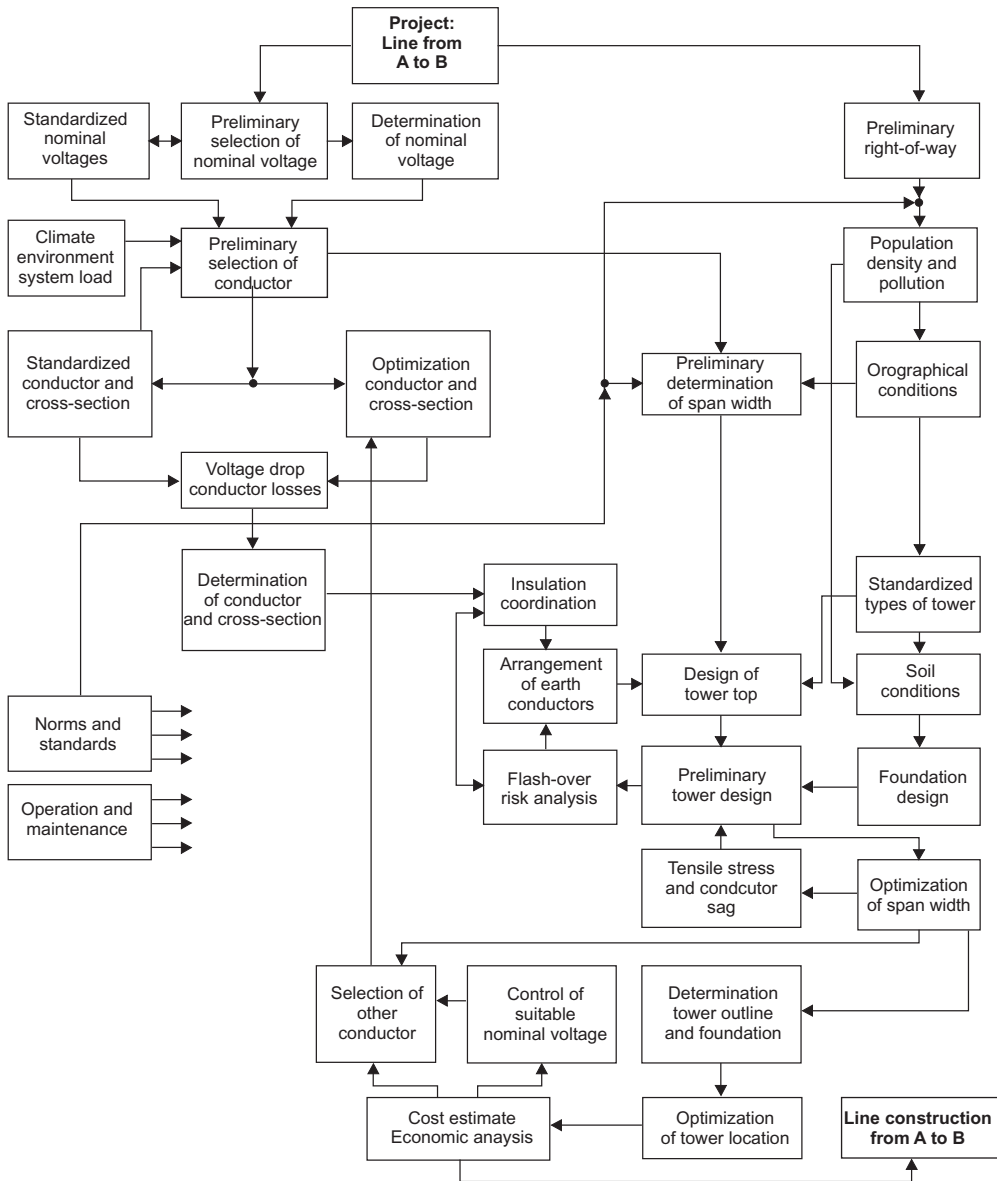 Project:
Line from
A to B
Standardized
nominal
voltages
Preliminary
selection of
nominal voltage
Determination
of nominal
voltage
Preliminary
right-of-way
Climate
environment
system load
Preliminary
selection of
conductor
Population
density and
pollution
Standardized
conductor and
cross-section
Optimization
conductor and
cross-section
Preliminary
determination
of span width
Orographical
conditions
Voltage drop
conductor losses
Determination
of conductor
and cross-section
Insulation
coordination
Standardized
types of tower
Arrangement
of earth
conductors
Design of
tower top
Soil
conditions
Norms and
standards
Flash-over
risk analysis
Preliminary
tower design
Foundation
design
Operation and
maintenance
Tensile stress
and condcutor
sag
Optimization
of span width
Selection of
other
conductor
Control of
suitable
nominal voltage
Determination
tower outline
and foundation
Cost estimate
Economic anaysis
Optimization
of tower location
Line construction
from A to B